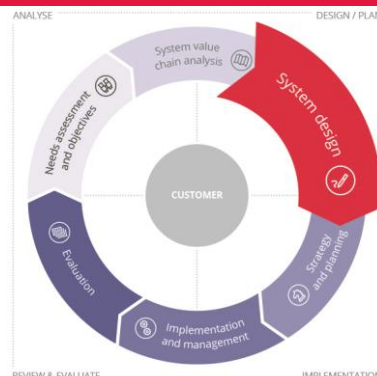 ANALYSE
DESIGN / PLAN
System value
chain analysis
System design
Needs assessment
and objectives
CUSTOMER
Strategy
and planning
Evaluation
Implementation
and management
REVIEW & EVALUATE
IMPLEMENTATION